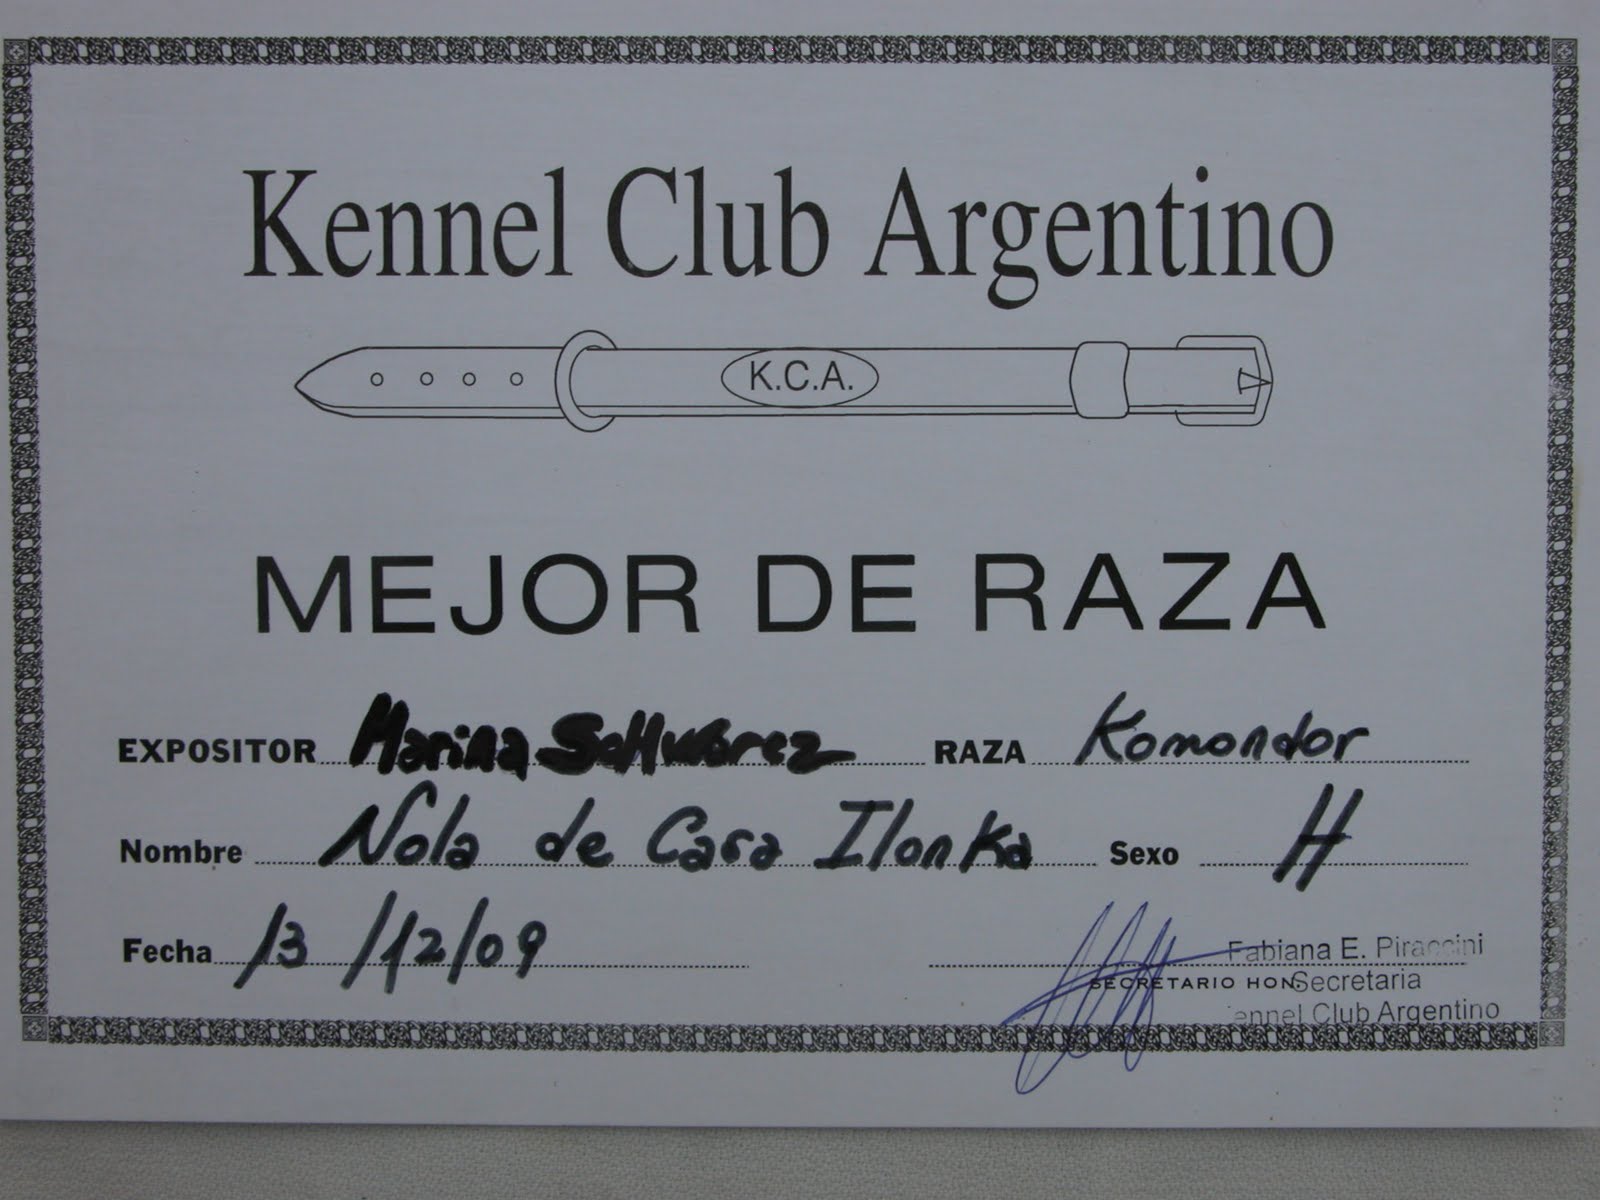 Kennel Club Argentino
K.C.A.
MEJOR DE RAZA
EXPOSITOR Marina RAZA Komondor
Nombre Nola de Casa Ilonka Sexo H
Fecha 13/12/09
Fabiana E. Piraccini
SECRETARIO HON. Secretaria
ennel Club Argentino